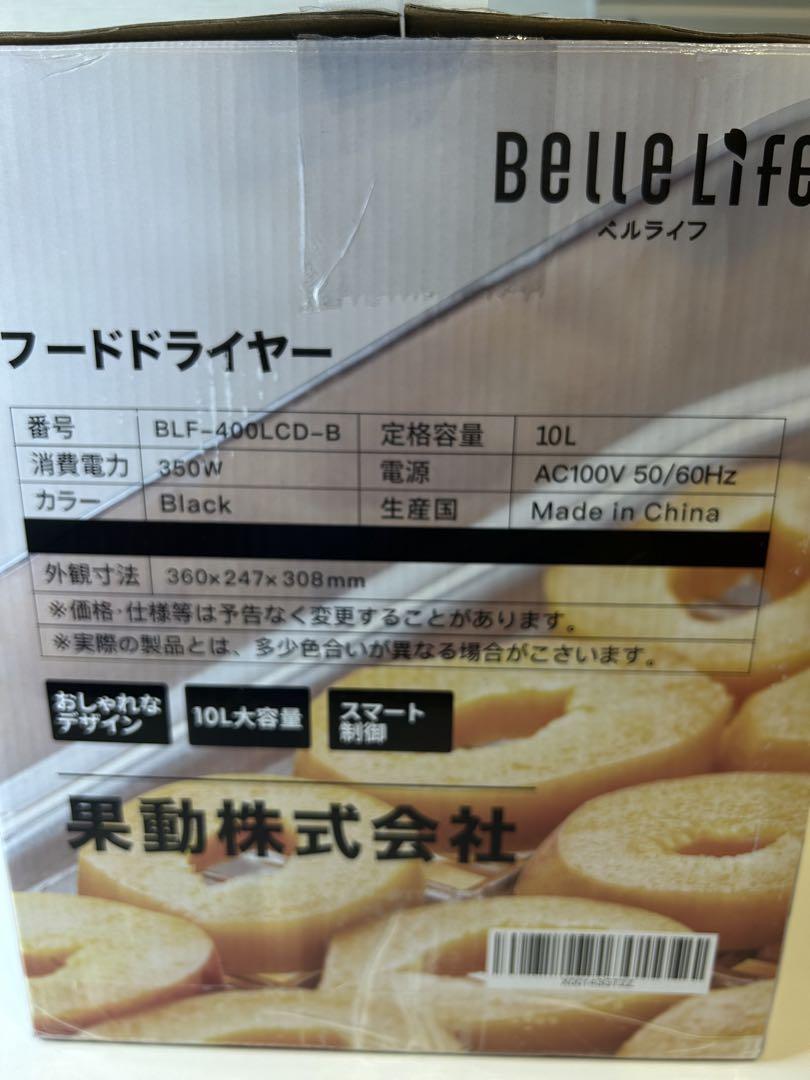 BelleLife
ベルライフ
フードドライヤー
番号 BLF-400LCD-B 定格容量 10L
消費電力 350W 電源 AC100V 50/60Hz
カラー Black 生産国 Made in China
外観寸法 360×247×308mm
※価格·仕様等は予告なく変更することがあります。
※実際の製品とは、多少色合いが異なる場合がございます。
おしゃれな
デザイン
10L大容量
スマート
制御
果動株式会社